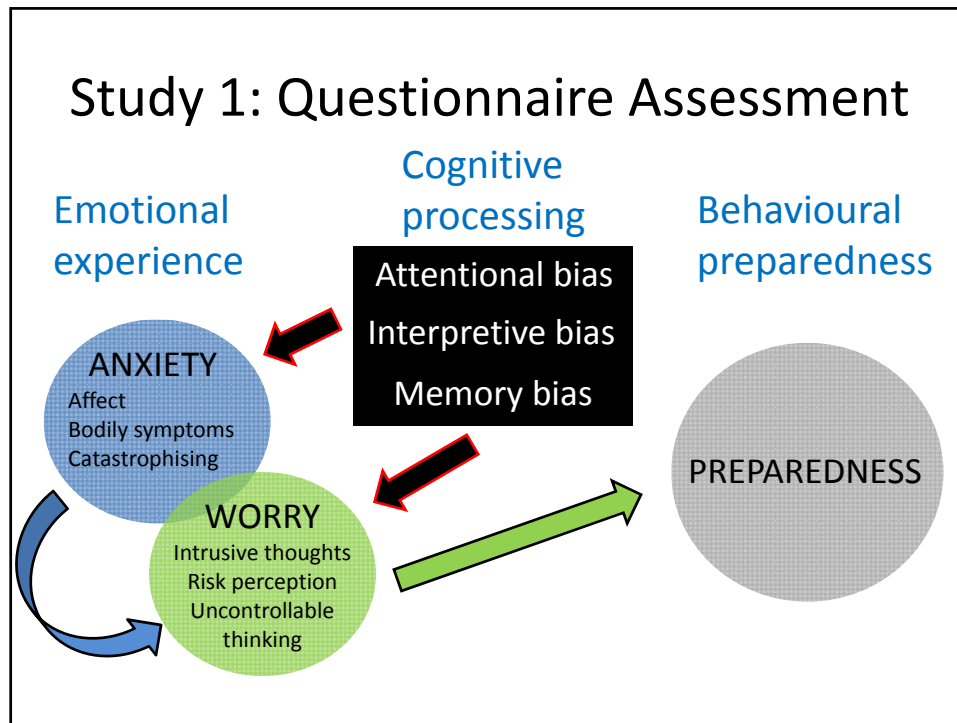 Study 1: Questionnaire Assessment
Emotional
experience
Cognitive
processing
Behavioural
preparedness
Attentional bias
Interpretive bias
Memory bias
ANXIETY
Affect
Bodily symptoms
Catastrophising
WORRY
Intrusive thoughts
Risk perception
Uncontrollable
thinking
PREPAREDNESS